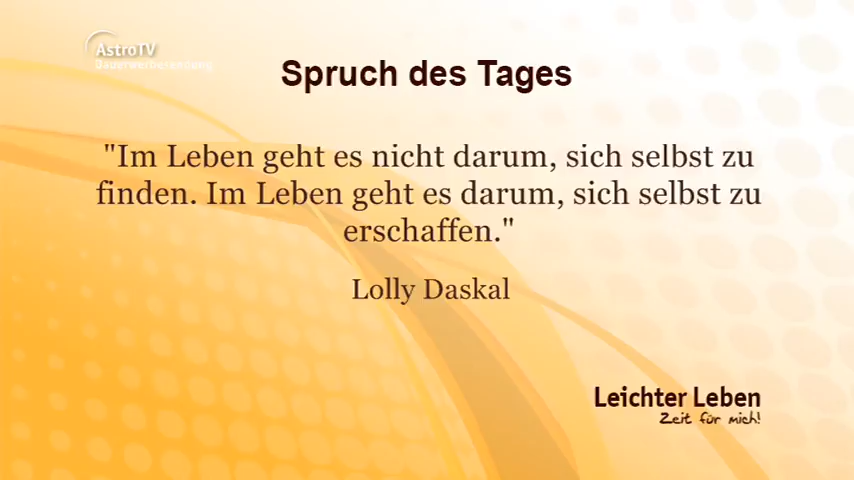 AstroTV
Dauerwerbesendung
Spruch des Tages
"Im Leben geht es nicht darum, sich selbst zu
finden. Im Leben geht es darum, sich selbst zu
erschaffen."
Lolly Daskal
Leichter Leben
Zeit für mich!